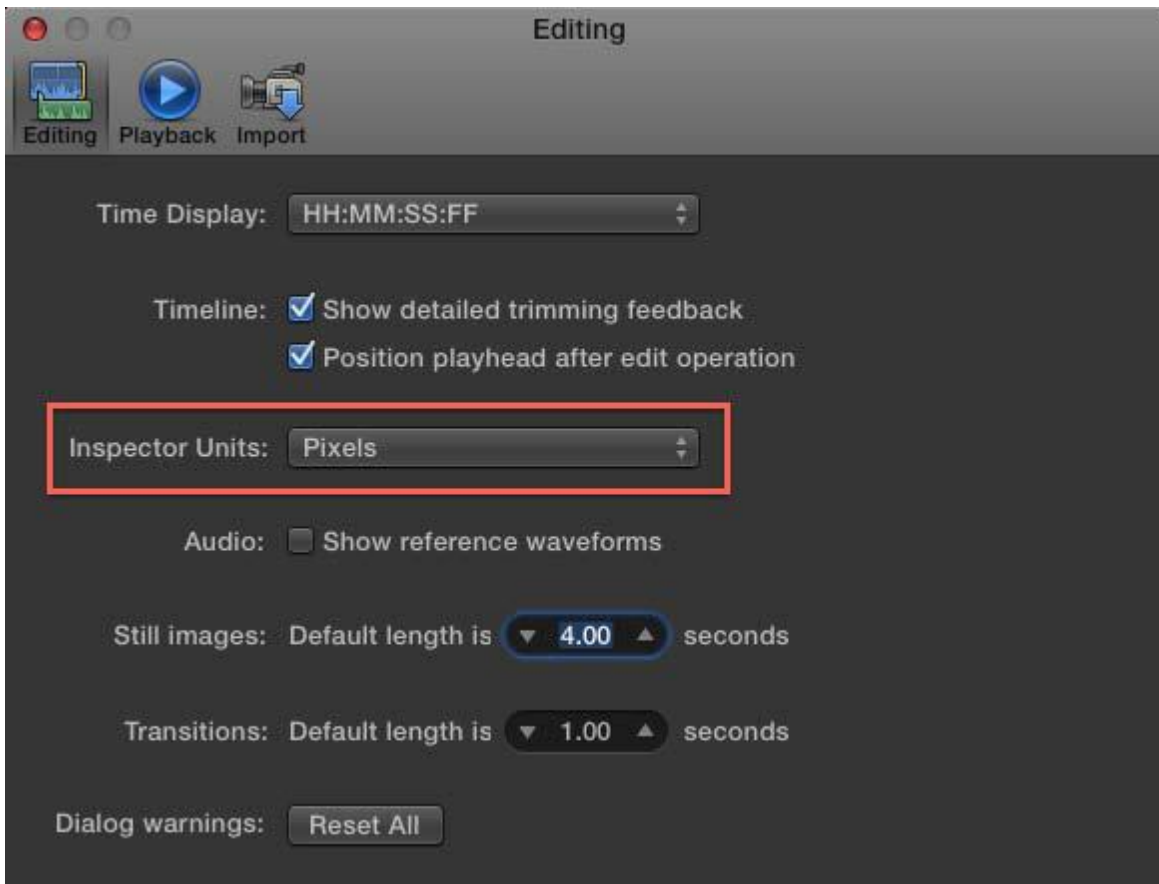 Editing
Editing Playback Import
Time Display: HH:MM:SS:FF
Timeline: Show detailed trimming feedback
Position playhead after edit operation
Inspector Units: Pixels
Audio: Show reference waveforms
Still images: Default length is 4.00 seconds
Transitions: Default length is 1.00 seconds
Dialog warnings: Reset All